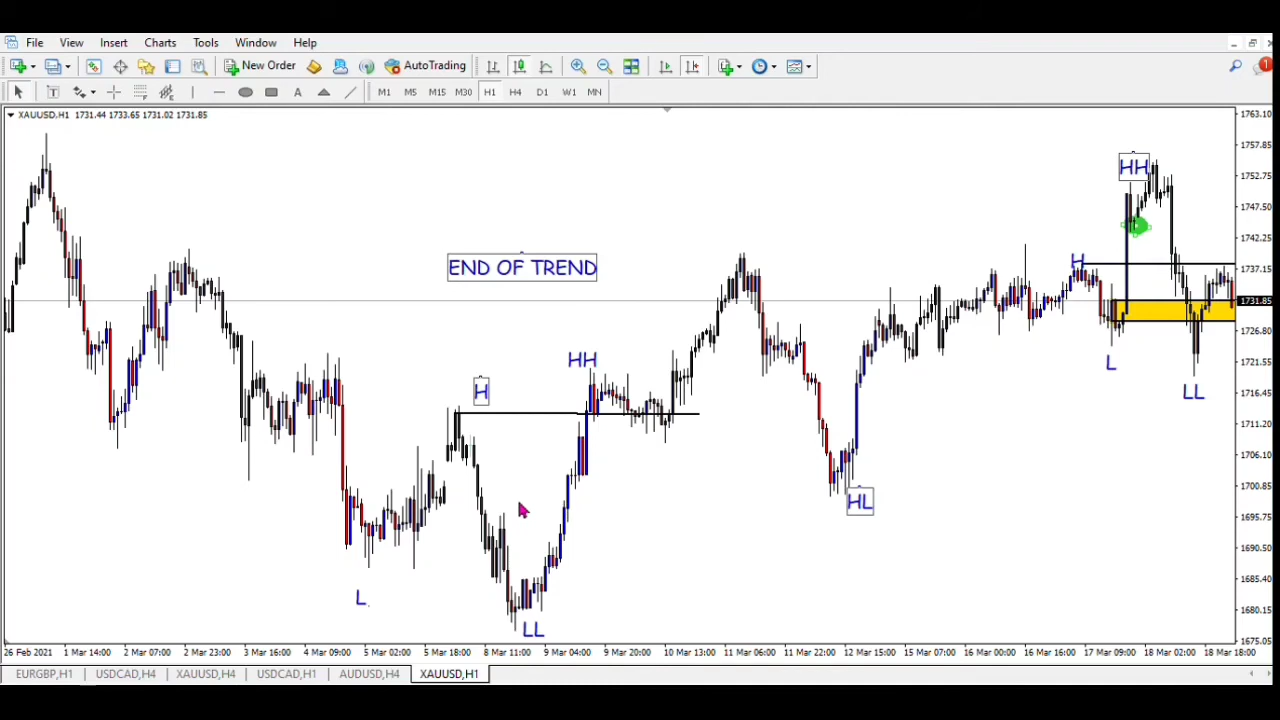 File View Insert Charts Tools Window Help
New Order AutoTrading 1
T A M1 M5 M15 M30 H1 H4 D1 W1 MN
XAUUSD,H1 1731.44 1733.65 1731.02 1731.85
1763.10
1757.85
HH
1752.75
1747.50
1742.25
END OF TREND
H
1737.15
1731.85
1726.80
HH
L
1721.55
H
LL
1716.45
1711.20
1706.10
1700.85
HL
1695.75
1690.50
1685.40
L
1680.15
LL
1675.05
26 Feb 2021 1 Mar 14:00 2 Mar 07:00 2 Mar 23:00 3 Mar 16:00 4 Mar 09:00 5 Mar 02:00 5 Mar 18:00 8 Mar 11:00 9 Mar 04:00 9 Mar 20:00 10 Mar 13:00 11 Mar 06:00 11 Mar 22:00 12 Mar 15:00 15 Mar 07:00 16 Mar 00:00 16 Mar 16:00 17 Mar 09:00 18 Mar 02:00 18 Mar 18:00
EURGBP,H1 USDCAD,H4 XAUUSD,H4 USDCAD,H1 AUDUSD,H4 XAUUSD,H1